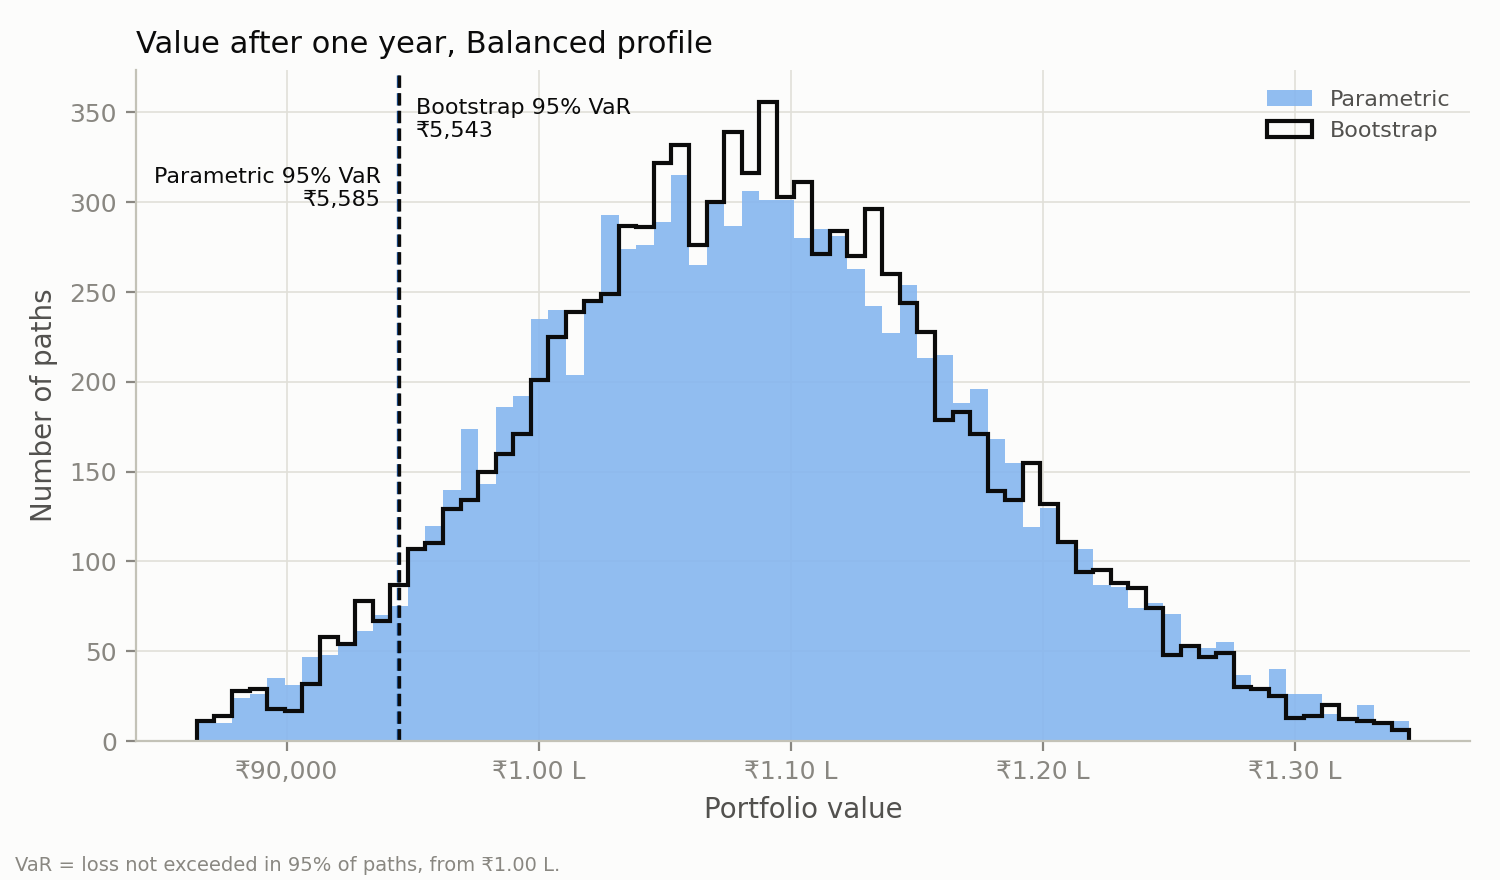 Value after one year, Balanced profile
Bootstrap 95% VaR
₹5,543
Parametric 95% VaR
₹5,585
Parametric
Bootstrap
Number of paths
350
300
250
200
150
100
50
0
₹90,000
₹1.00 L
₹1.10 L
₹1.20 L
₹1.30 L
Portfolio value
VaR = loss not exceeded in 95% of paths, from ₹1.00 L.